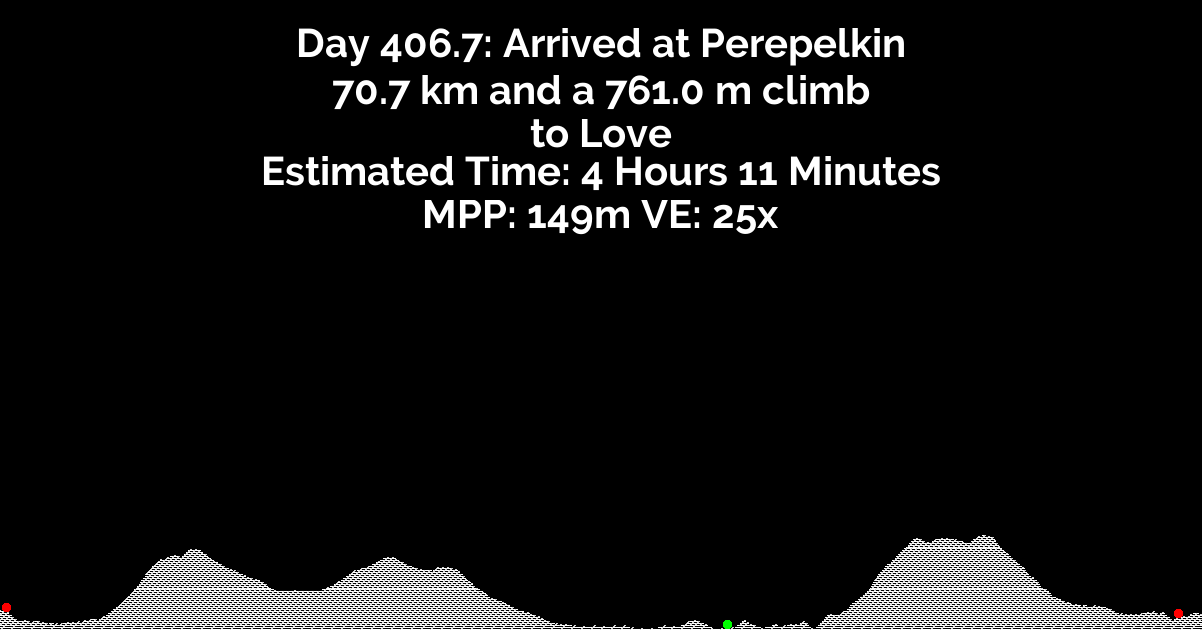 Day 406.7: Arrived at Perepelkin
70.7 km and a 761.0 m climb
to Love
Estimated Time: 4 Hours 11 Minutes
MPP: 149m VE: 25x